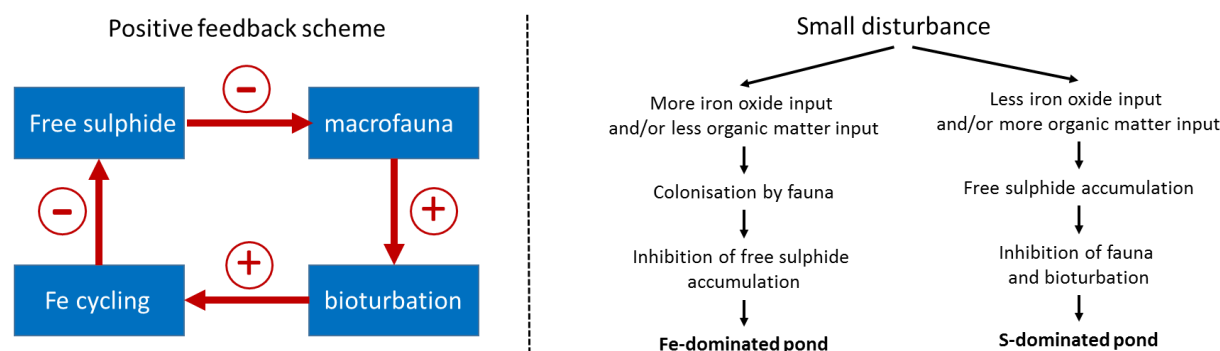 Positive feedback scheme
Free sulphide
−
macrofauna
−
+
+
Fe cycling
bioturbation
Small disturbance
More iron oxide input
and/or less organic matter input
Colonisation by fauna
Inhibition of free sulphide
accumulation
Fe-dominated pond
Less iron oxide input
and/or more organic matter input
Free sulphide accumulation
Inhibition of fauna
and bioturbation
S-dominated pond